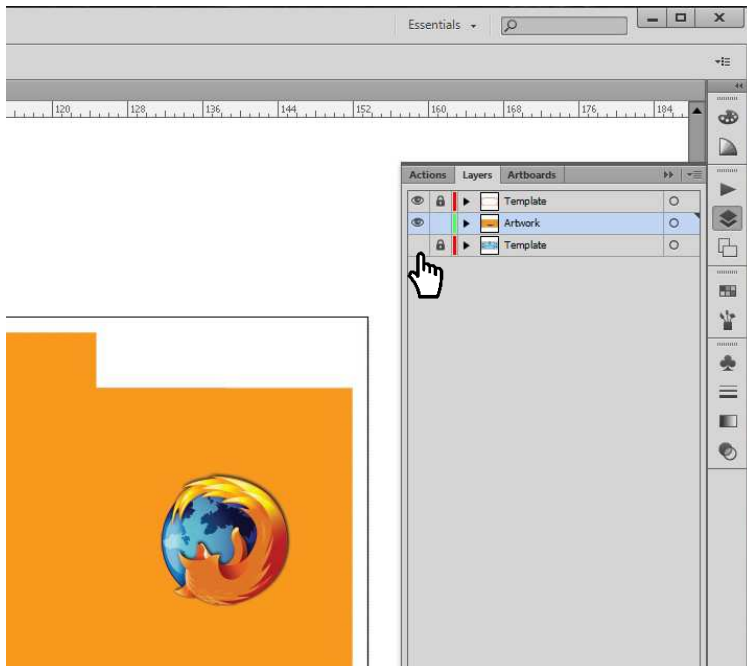 Essentials
120 128 136 144 152 160 168 176 184
Actions Layers Artboards
Template
Artwork
Template